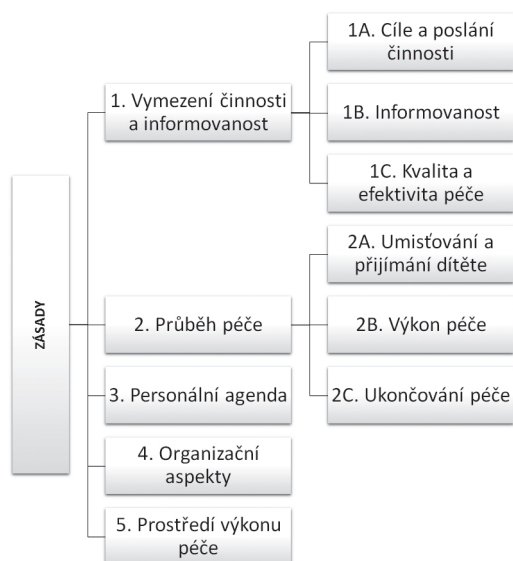 ZÁSADY
1. Vymezení činnosti
a informovanost
1A. Cíle a poslání
činnosti
1B. Informovanost
1C. Kvalita a
efektivita péče
2. Průběh péče
2A. Umisťování a
přijímání dítěte
2B. Výkon péče
2C. Ukončování péče
3. Personální agenda
4. Organizační
aspekty
5. Prostředí výkonu
péče